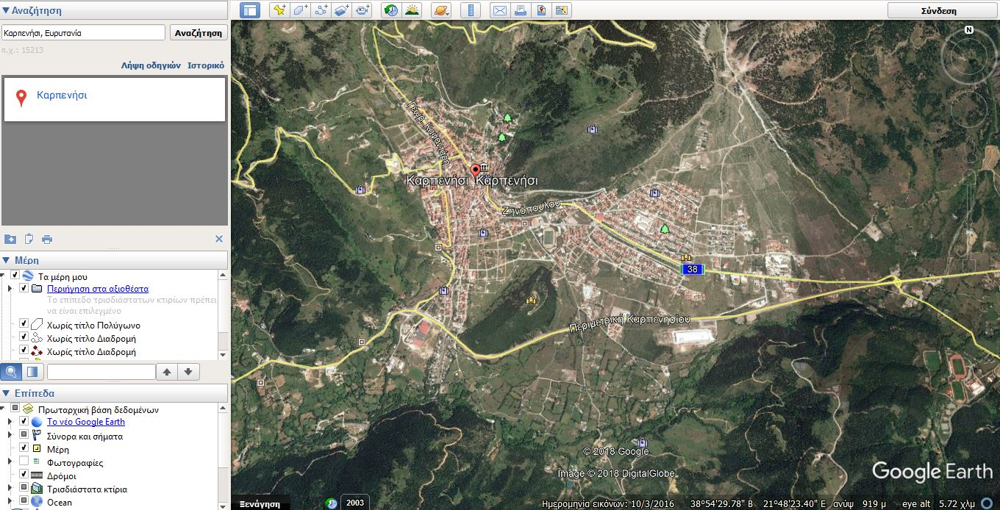 Αναζήτηση
Καρπενήσι, Ευρυτανία
Αναζήτηση
π.χ.: 15213
Λήψη οδηγιών Ιστορικό
Καρπενήσι
Μέρη
Τα μέρη μου
Περιήγηση στα αξιοθέατα
Το επίπεδο τρισδιάστατων κτιρίων πρέπει
να είναι επιλεγμένο
Χωρίς τίτλο Πολύγωνο
Χωρίς τίτλο Διαδρομή
Χωρίς τίτλο Διαδρομή
Επίπεδα
Πρωταρχική βάση δεδομένων
Το νέο Google Earth
Σύνορα και σήματα
Μέρη
Φωτογραφίες
Δρόμοι
Τρισδιάστατα κτίρια
Ocean
Σύνδεση
N
Καρπενήσι Καρπενήσι
Ζηνόπουλου
38
Περιμετρική Καρπενησίου
© 2018 Google
Image © 2018 DigitalGlobe
Google Earth
Ξενάγηση
2003
Ημερομηνία εικόνων: 10/3/2016 38°54'29.78" Β 21°48'23.40" Ε ανύψ 919 μ eye alt 5.72 χλμ